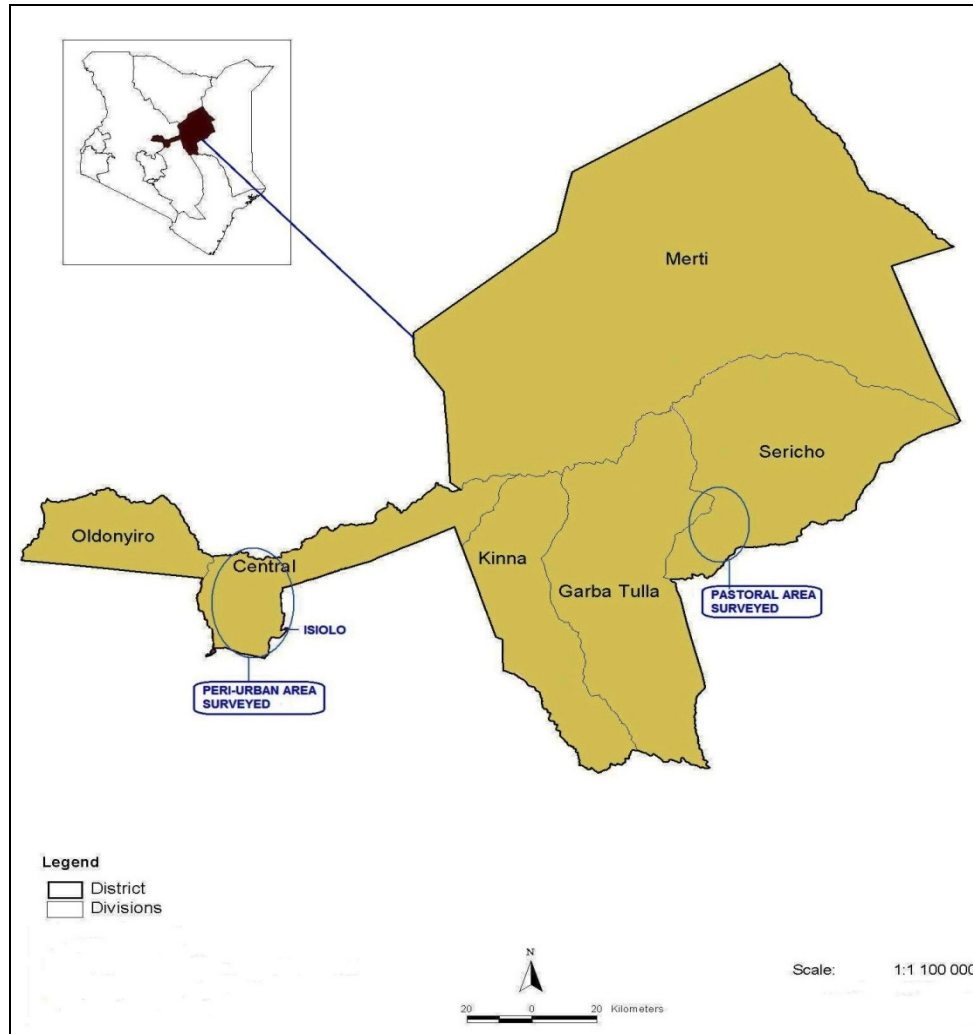 Merti
Sericho
Oldonyiro
Central
Kinna
Garba Tulla
PASTORAL AREA
SURVEYED
ISIOLO
PERI-URBAN AREA
SURVEYED
Legend
District
Divisions
N
Scale: 1:1 100 000
20 0 20 Kilometers